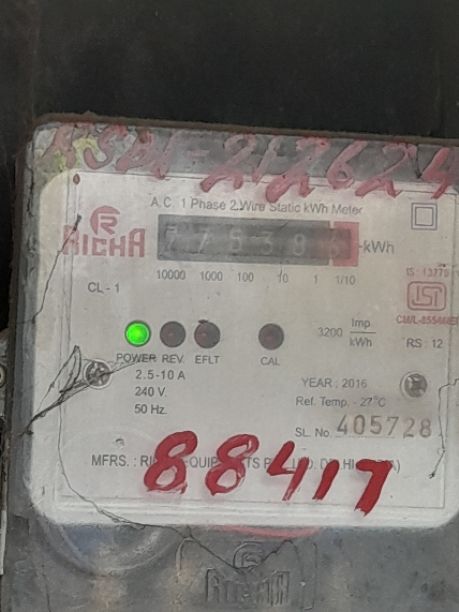 212624
A.C. 1 Phase 2 Wire Static kWh Meter
RICHA
kWh
10000 1000 100 10 1 1/10
IS : 13779
CL - 1
ISI
3200 Imp kWh
RS : 12
POWER REV. EFLT CAL
2.5-10 A
240 V.
50 Hz.
YEAR : 2016
Ref. Temp. - 27°C
SL. No. 405728
MFRS. :
88417
RICHA